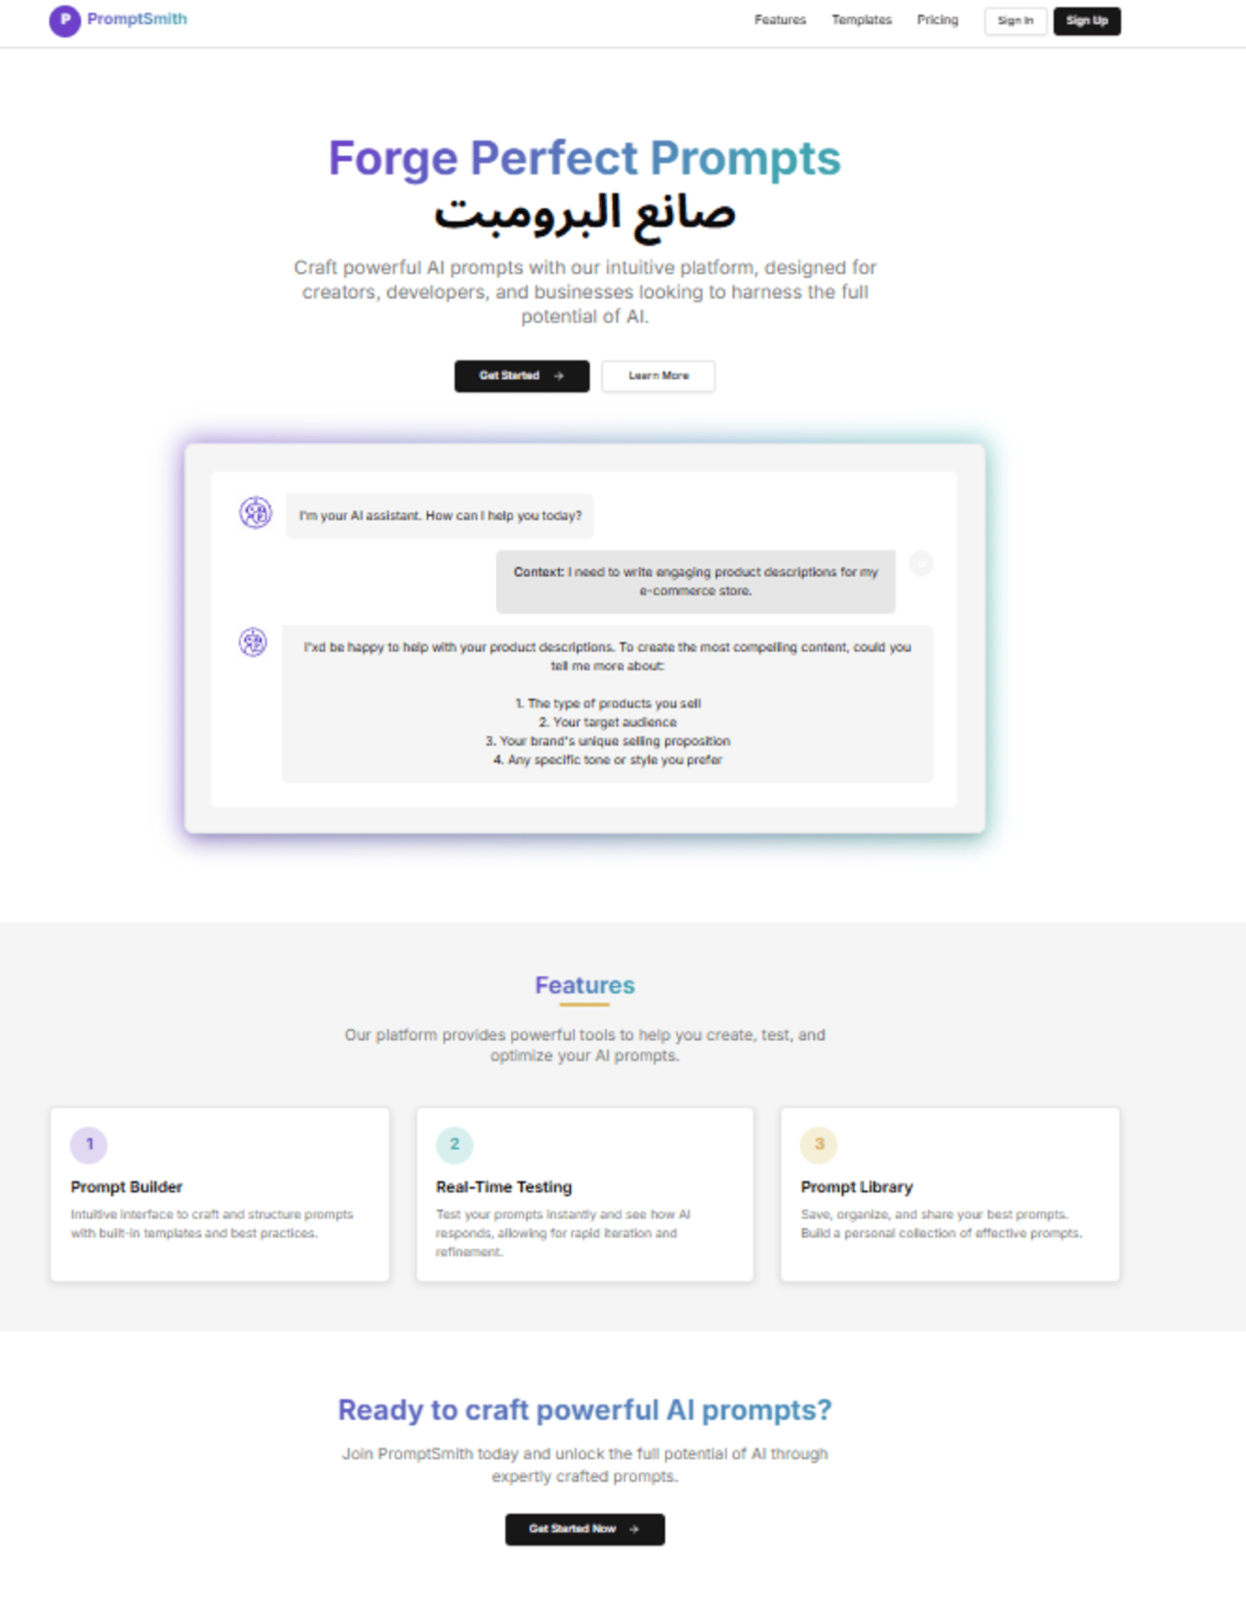 P PromptSmith
Features Templates Pricing Sign In Sign Up
Forge Perfect Prompts
صانع البرومبت
Craft powerful AI prompts with our intuitive platform, designed for
creators, developers, and businesses looking to harness the full
potential of AI.
Get Started → Learn More
I'm your AI assistant. How can I help you today?
Context: I need to write engaging product descriptions for my
e-commerce store.
I"xd be happy to help with your product descriptions. To create the most compelling content, could you
tell me more about:
1. The type of products you sell
2. Your target audience
3. Your brand's unique selling proposition
4. Any specific tone or style you prefer
Features
Our platform provides powerful tools to help you create, test, and
optimize your AI prompts.
1
Prompt Builder
Intuitive interface to craft and structure prompts
with built-in templates and best practices.
2
Real-Time Testing
Test your prompts instantly and see how AI
responds, allowing for rapid iteration and
refinement.
3
Prompt Library
Save, organize, and share your best prompts.
Build a personal collection of effective prompts.
Ready to craft powerful AI prompts?
Join PromptSmith today and unlock the full potential of AI through
expertly crafted prompts.
Get Started Now →